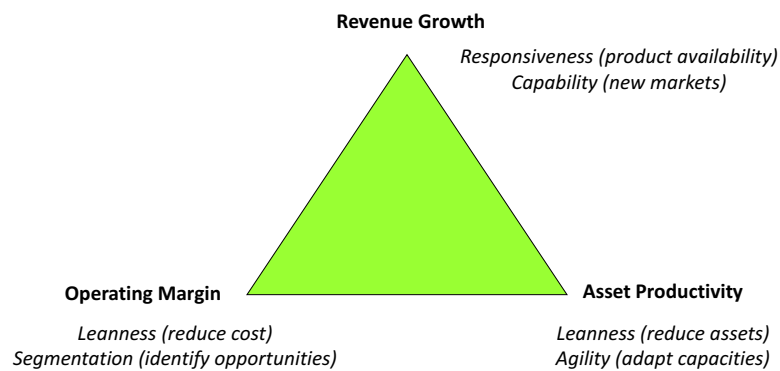 Revenue Growth
Responsiveness (product availability)
Capability (new markets)
Operating Margin
Leanness (reduce cost)
Segmentation (identify opportunities)
Asset Productivity
Leanness (reduce assets)
Agility (adapt capacities)